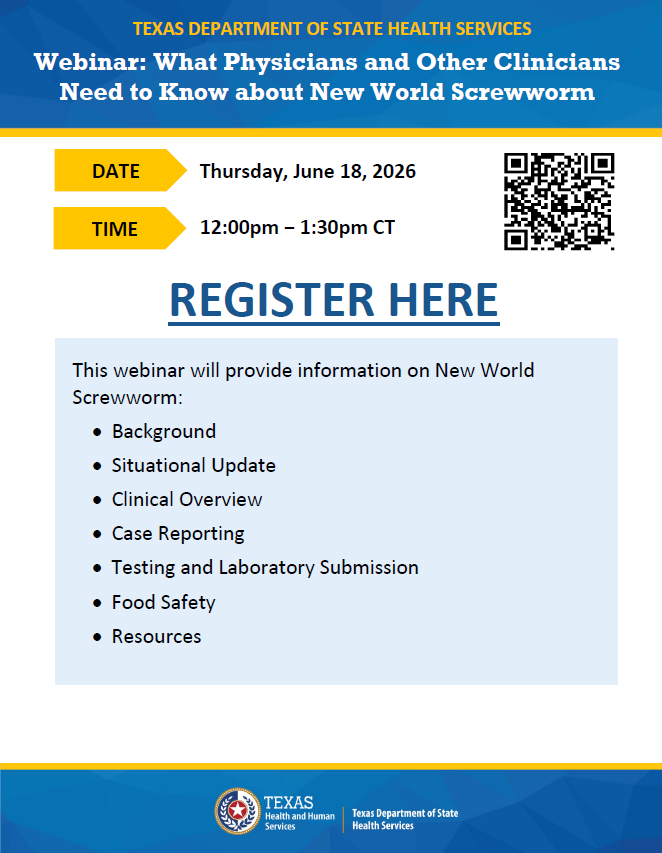 TEXAS DEPARTMENT OF STATE HEALTH SERVICES
Webinar: What Physicians and Other Clinicians
Need to Know about New World Screwworm
DATE
Thursday, June 18, 2026
TIME
12:00pm – 1:30pm CT
REGISTER HERE
This webinar will provide information on New World
Screwworm:
• Background
• Situational Update
• Clinical Overview
• Case Reporting
• Testing and Laboratory Submission
• Food Safety
• Resources
TEXAS
Health and Human
Services
Texas Department of State
Health Services